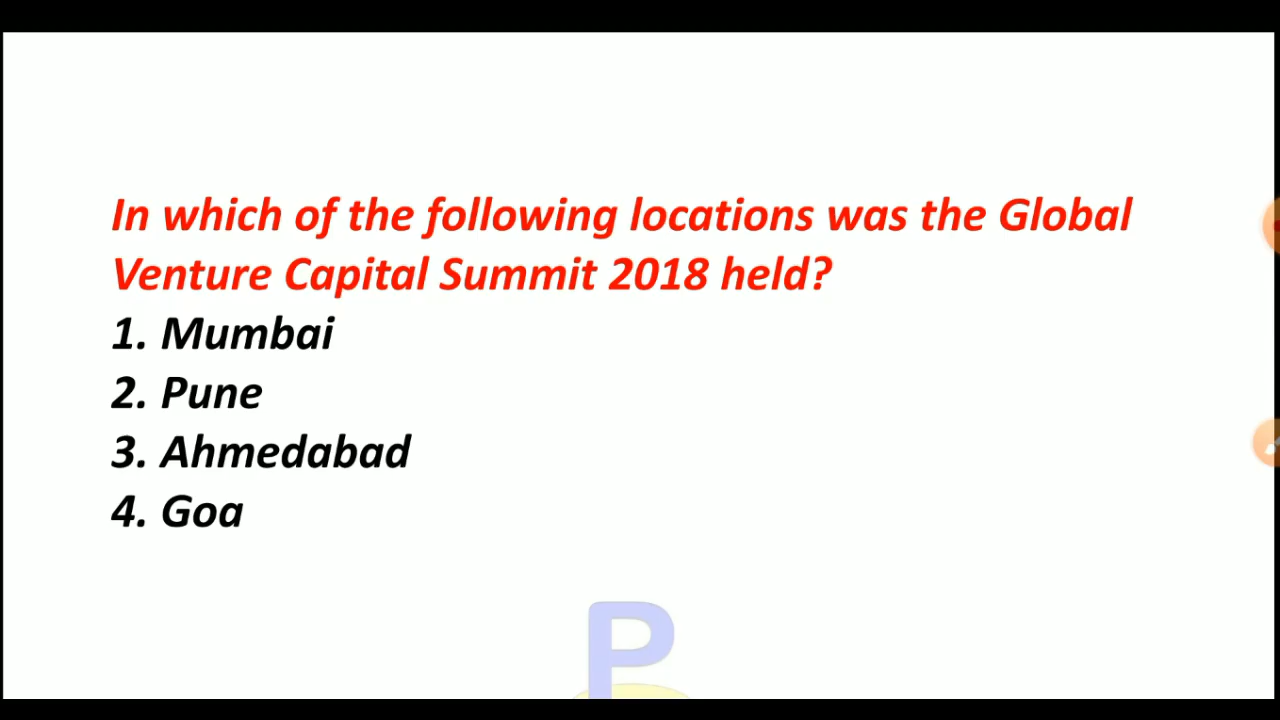 In which of the following locations was the Global
Venture Capital Summit 2018 held?
1. Mumbai
2. Pune
3. Ahmedabad
4. Goa
P